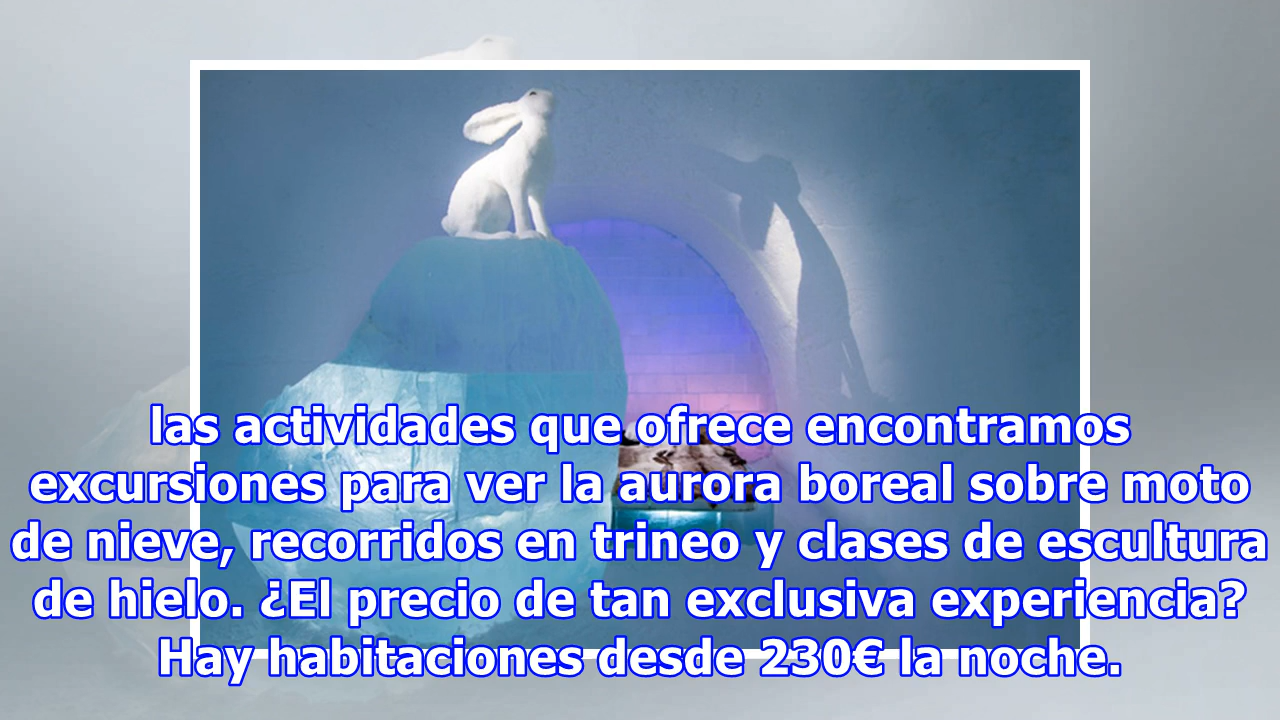 las actividades que ofrece encontramos
excursiones para ver la aurora boreal sobre moto
de nieve, recorridos en trineo y clases de escultura
de hielo. ¿El precio de tan exclusiva experiencia?
Hay habitaciones desde 230€ la noche.